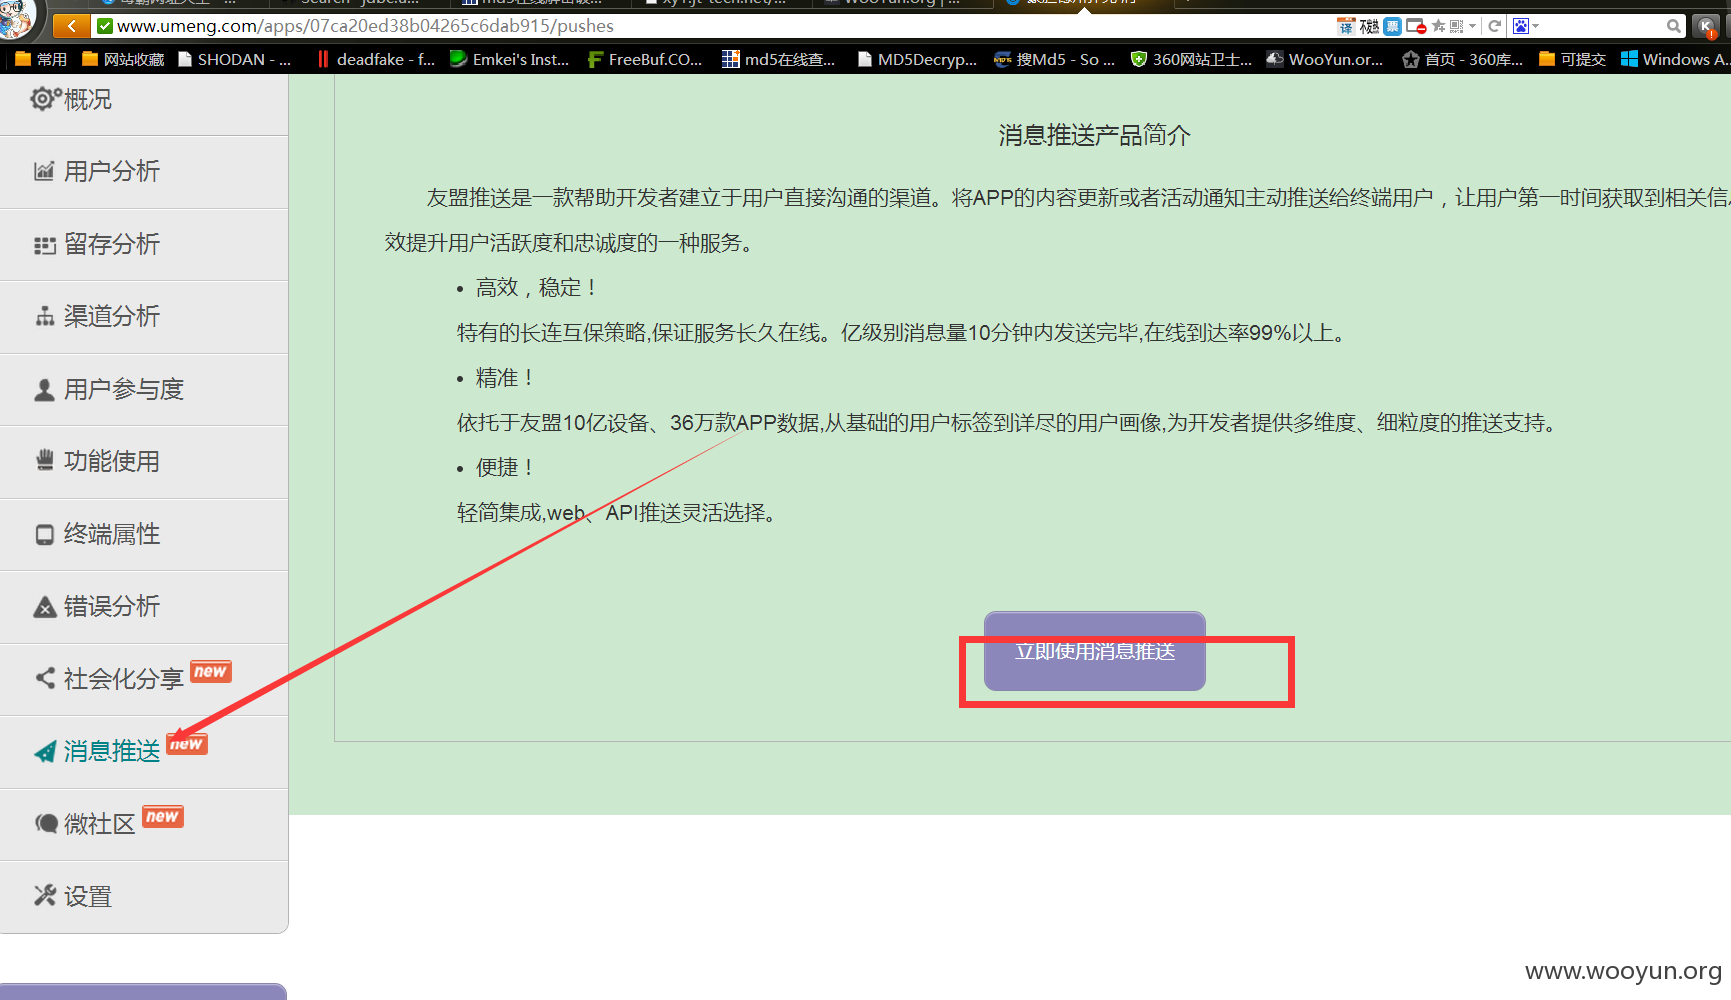 www.umeng.com/apps/07ca20ed38b04265c6dab915/pushes
常用 网站收藏 SHODAN - ... deadfake - f... Emkei's Inst... FreeBuf.CO... md5在线查... MD5Decryp... 搜Md5 - So ... 360网站卫士... WooYun.or... 首页 - 360库... 可提交 Windows A...
概况
用户分析
留存分析
渠道分析
用户参与度
功能使用
终端属性
错误分析
社会化分享 new
消息推送 new
微社区 new
设置
消息推送产品简介
友盟推送是一款帮助开发者建立于用户直接沟通的渠道。将APP的内容更新或者活动通知主动推送给终端用户，让用户第一时间获取到相关信
效提升用户活跃度和忠诚度的一种服务。
• 高效，稳定！
特有的长连互保策略,保证服务长久在线。亿级别消息量10分钟内发送完毕,在线到达率99%以上。
• 精准！
依托于友盟10亿设备、36万款APP数据,从基础的用户标签到详尽的用户画像,为开发者提供多维度、细粒度的推送支持。
• 便捷！
轻简集成,web、API推送灵活选择。
立即使用消息推送
www.wooyun.org